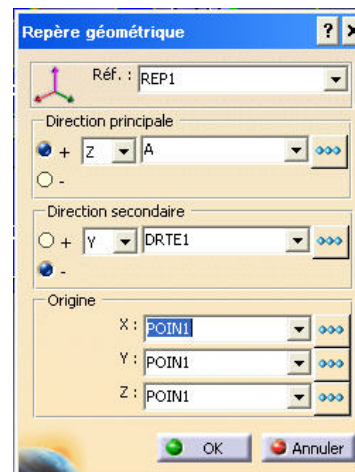 Repère géométrique ? ×
Réf. : REP1
Direction principale
+ Z A
-
Direction secondaire
+ Y DRTE1
-
Origine
X : POIN1
Y : POIN1
Z : POIN1
OK Annuler